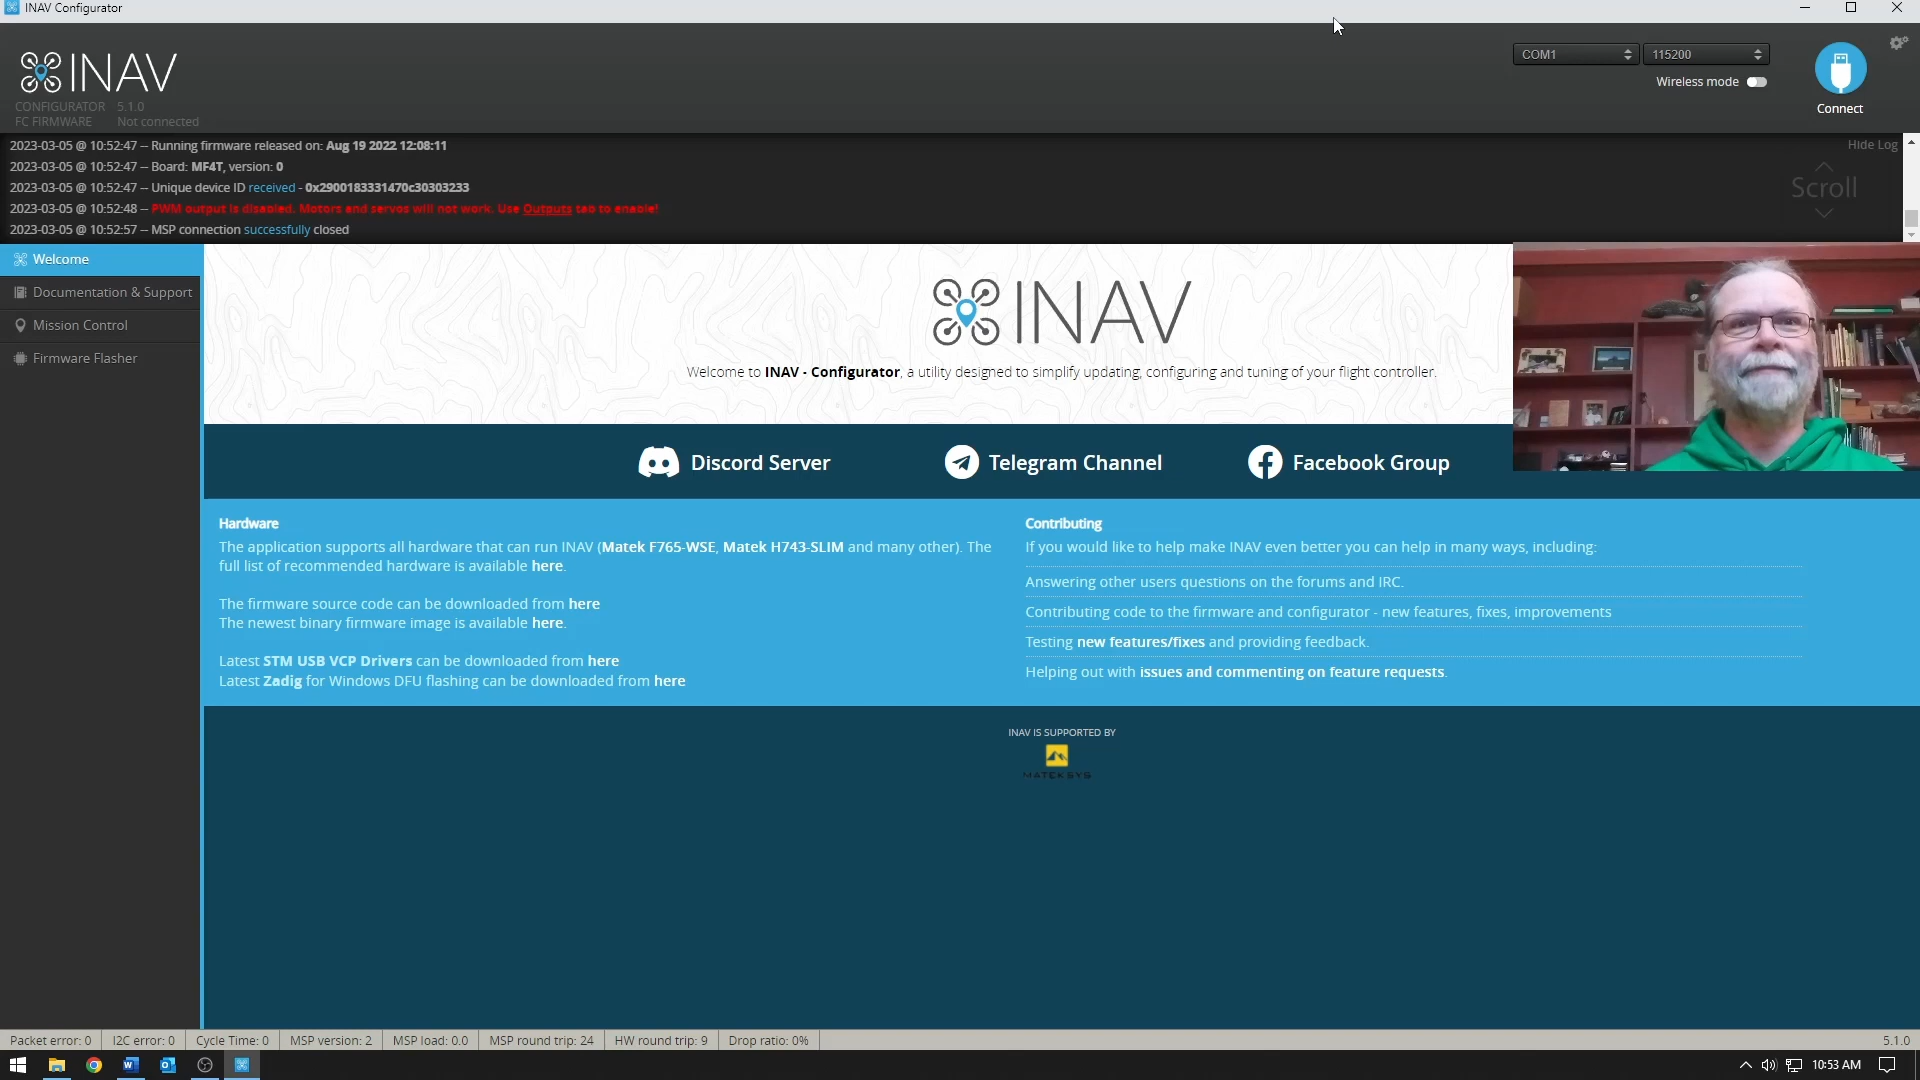 INAV Configurator
INAV
CONFIGURATOR 5.1.0
FC FIRMWARE Not connected
COM1
115200
Wireless mode
Connect
2023-03-05 @ 10:52:47 -- Running firmware released on: Aug 19 2022 12:08:11
2023-03-05 @ 10:52:47 -- Board: MF4T, version: 0
2023-03-05 @ 10:52:47 -- Unique device ID received - 0x2900183331470c30303233
2023-03-05 @ 10:52:48 -- PWM output is disabled. Motors and servos will not work. Use Outputs tab to enable!
2023-03-05 @ 10:52:57 -- MSP connection successfully closed
Hide Log
Scroll
Welcome
Documentation & Support
Mission Control
Firmware Flasher
INAV
Welcome to INAV - Configurator, a utility designed to simplify updating, configuring and tuning of your flight controller.
Discord Server
Telegram Channel
Facebook Group
Hardware
The application supports all hardware that can run INAV (Matek F765-WSE, Matek H743-SLIM and many other). The
full list of recommended hardware is available here.
The firmware source code can be downloaded from here
The newest binary firmware image is available here.
Latest STM USB VCP Drivers can be downloaded from here
Latest Zadig for Windows DFU flashing can be downloaded from here
Contributing
If you would like to help make INAV even better you can help in many ways, including:
Answering other users questions on the forums and IRC.
Contributing code to the firmware and configurator - new features, fixes, improvements
Testing new features/fixes and providing feedback.
Helping out with issues and commenting on feature requests.
INAV IS SUPPORTED BY
MATEKSYS
Packet error: 0
I2C error: 0
Cycle Time: 0
MSP version: 2
MSP load: 0.0
MSP round trip: 24
HW round trip: 9
Drop ratio: 0%
5.1.0
10:53 AM